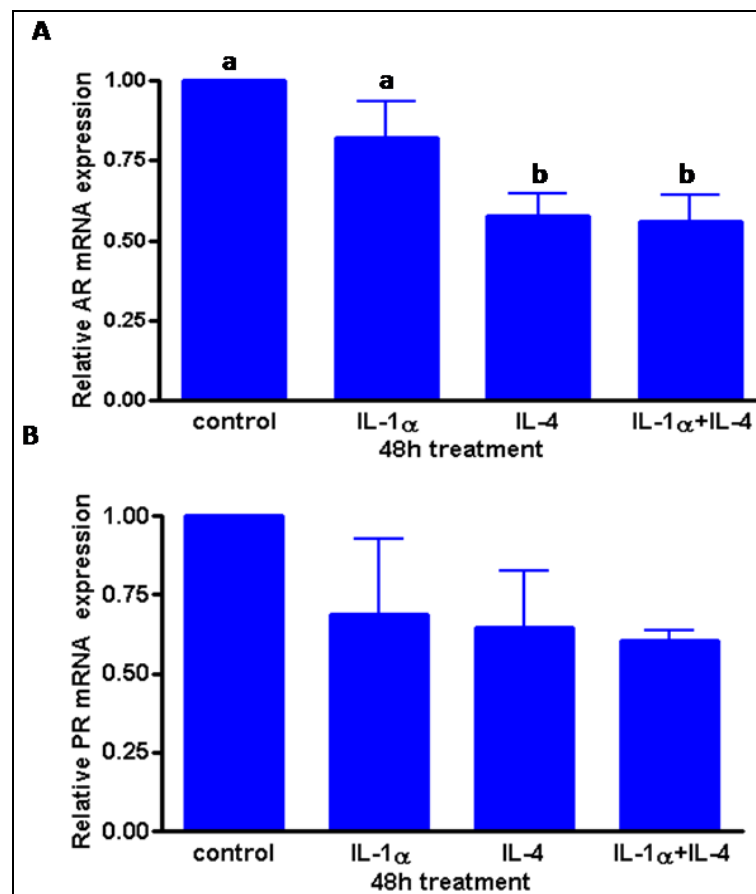 A
Relative AR mRNA expression
1.00
0.75
0.50
0.25
0.00
a
a
b
b
control IL-1α IL-4 IL-1α+IL-4
48h treatment
B
Relative PR mRNA expression
1.00
0.75
0.50
0.25
0.00
control IL-1α IL-4 IL-1α+IL-4
48h treatment